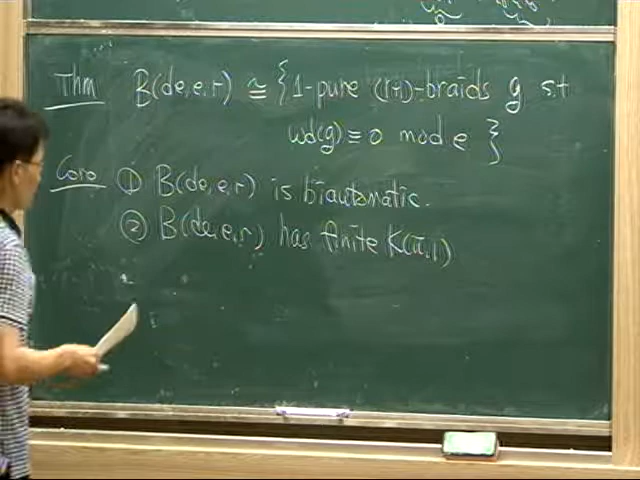 Thm B(de,e,r) ≅ { 1-pure (r+1)-braids g s.t
wd(g) ≡ 0 mod e }
Coro ① B(de,e,r) is biautomatic.
② B(de,e,r) has finite K(π,1)